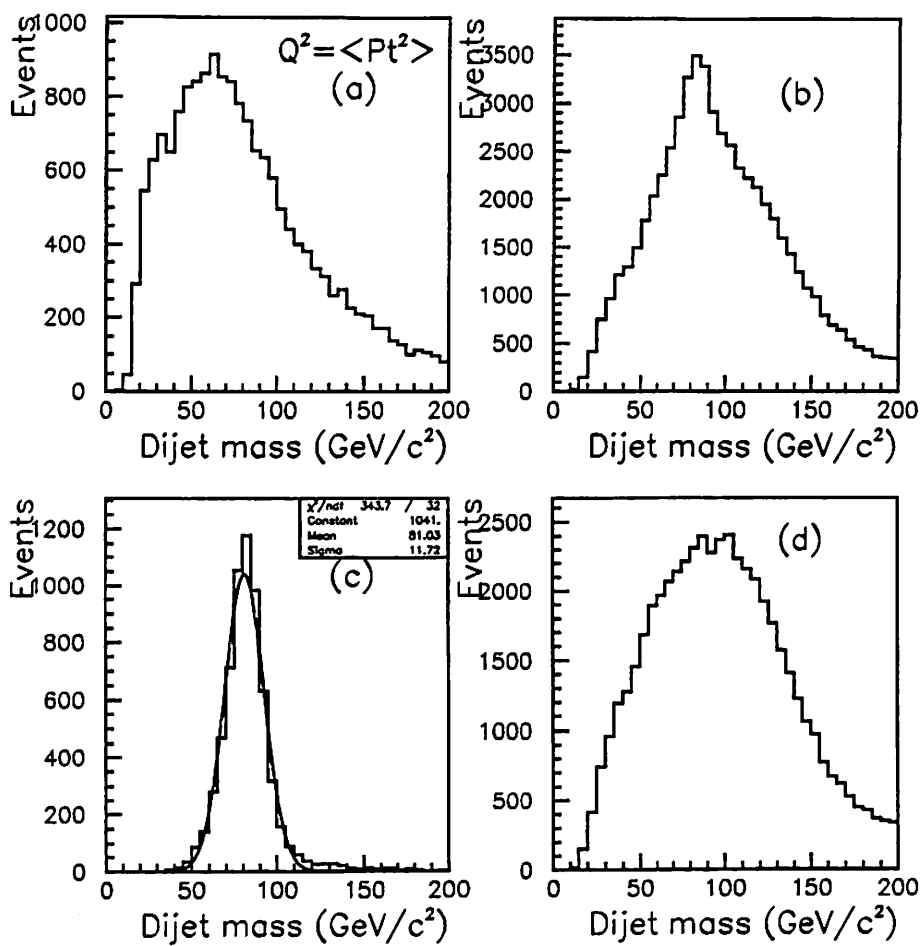 Q²=<Pt²>
(a)
Events
1000
800
600
400
200
0
0 50 100 150 200
Dijet mass (GeV/c²)
(b)
Events
3500
3000
2500
2000
1500
1000
500
0
0 50 100 150 200
Dijet mass (GeV/c²)
(c)
χ²/ndf 343.7 / 32
Constant 1041.
Mean 81.03
Sigma 11.72
Events
1200
1000
800
600
400
200
0
0 50 100 150 200
Dijet mass (GeV/c²)
(d)
Events
2500
2000
1500
1000
500
0
0 50 100 150 200
Dijet mass (GeV/c²)